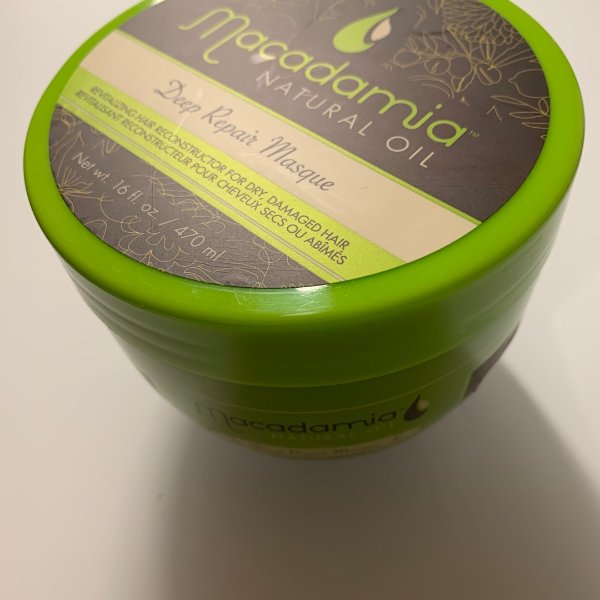 Macadamia™
NATURAL OIL
Deep Repair Masque
REVITALIZING HAIR RECONSTRUCTOR FOR DRY, DAMAGED HAIR
REVITALISANT RECONSTRUCTEUR POUR CHEVEUX SECS OU ABÎMÉS
Net wt. 16 fl. oz / 470 ml
Macadamia
NATURAL OIL